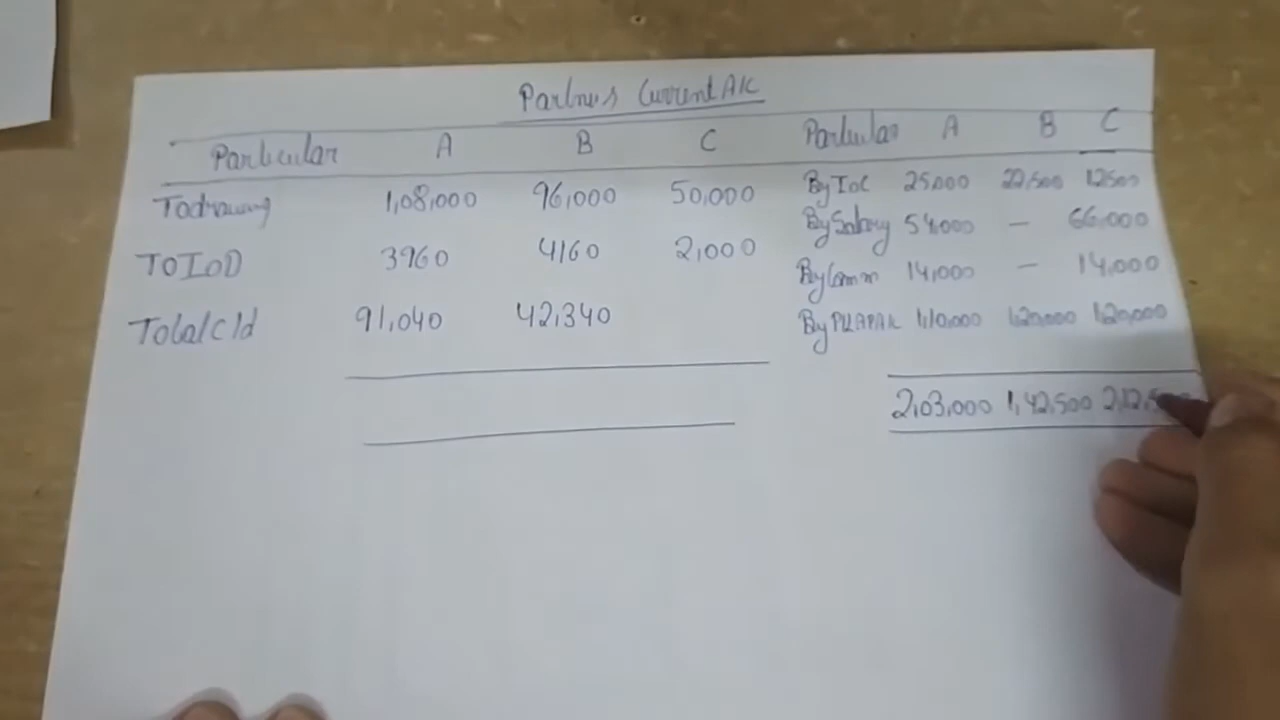 Partners Current A/C
Particular A B C Particular A B C
To drawing 1,08,000 96,000 50,000 By IOC 25,000 22,500 12,500
To IOD 3960 4160 2,000 By Salary 54,000 — 66,000
To bal C/d 91,040 42,340 By Comm 14,000 — 14,000
By P/LAPAK 1,10,000 1,20,000 1,20,000
2,03,000 1,42,500